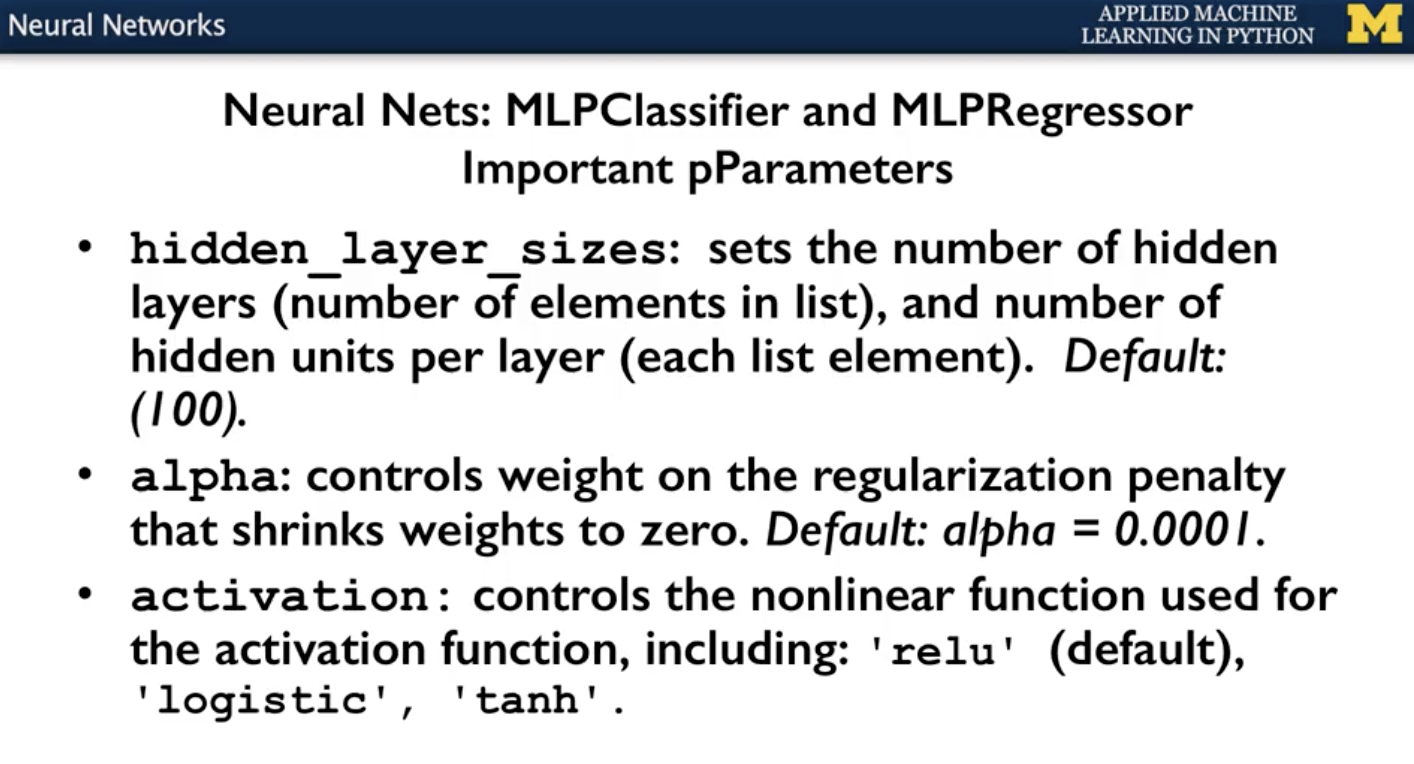 Neural Networks
APPLIED MACHINE
LEARNING IN PYTHON
M
Neural Nets: MLPClassifier and MLPRegressor
Important pParameters
• hidden_layer_sizes: sets the number of hidden
layers (number of elements in list), and number of
hidden units per layer (each list element). Default:
(100).
• alpha: controls weight on the regularization penalty
that shrinks weights to zero. Default: alpha = 0.0001.
• activation: controls the nonlinear function used for
the activation function, including: 'relu' (default),
'logistic', 'tanh'.